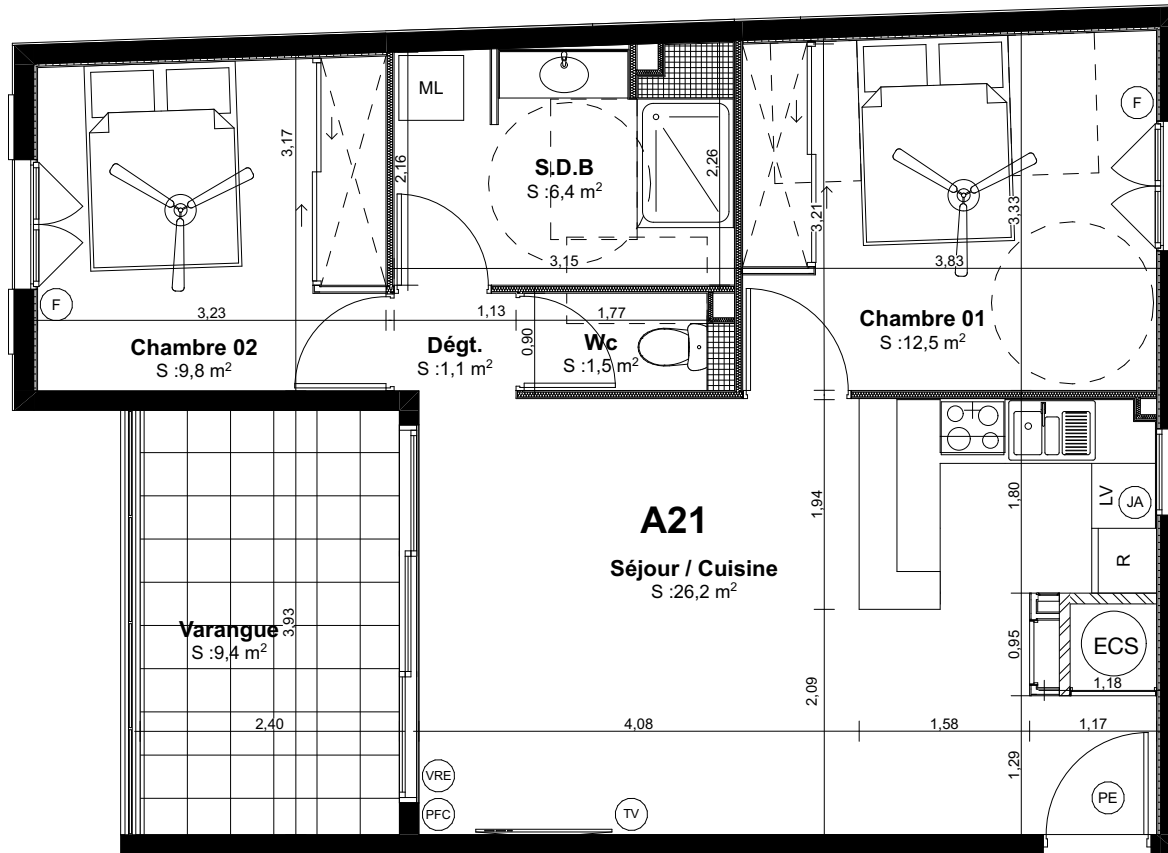 ML
S.D.B
S :6,4 m²
F
3,17
2,16
2,26
3,21
3,33
3,15
3,83
F
3,23
1,13
1,77
0,90
Chambre 02
S :9,8 m²
Dégt.
S :1,1 m²
Wc
S :1,5 m²
Chambre 01
S :12,5 m²
A21
Séjour / Cuisine
S :26,2 m²
1,94
1,80
LV
JA
R
Varangue
S :9,4 m²
3,93
0,95
ECS
1,18
2,09
2,40
4,08
1,58
1,17
1,29
VRE
PFC
TV
PE